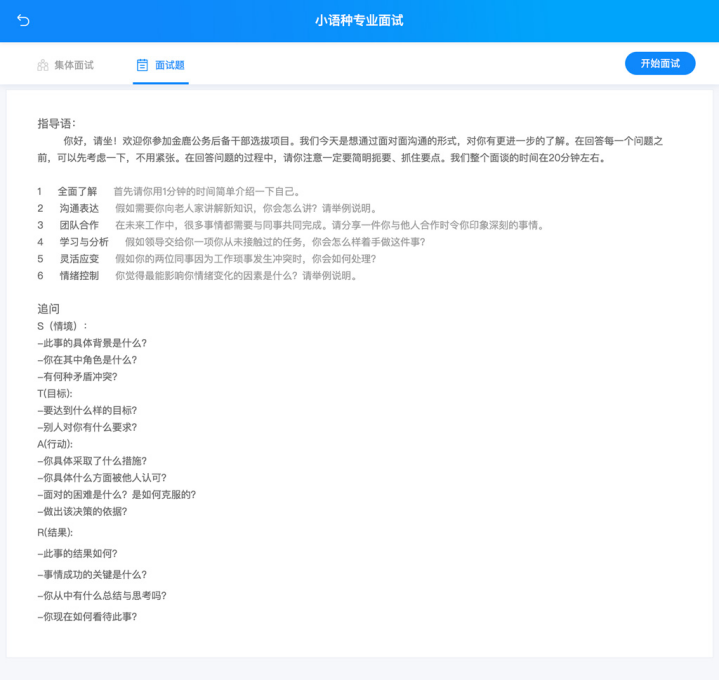 小语种专业面试
集体面试
面试题
开始面试
指导语：
你好，请坐！欢迎你参加金鹿公务后备干部选拔项目。我们今天是想通过面对面沟通的形式，对你有更进一步的了解。在回答每一个问题之
前，可以先考虑一下，不用紧张。在回答问题的过程中，请你注意一定要简明扼要、抓住要点。我们整个面谈的时间在20分钟左右。
1 全面了解 首先请你用1分钟的时间简单介绍一下自己。
2 沟通表达 假如需要你向老人家讲解新知识，你会怎么讲？请举例说明。
3 团队合作 在未来工作中，很多事情都需要与同事共同完成。请分享一件你与他人合作时令你印象深刻的事情。
4 学习与分析 假如领导交给你一项你从未接触过的任务，你会怎么样着手做这件事？
5 灵活应变 假如你的两位同事因为工作琐事发生冲突时，你会如何处理？
6 情绪控制 你觉得最能影响你情绪变化的因素是什么？请举例说明。
追问
S（情境）：
–此事的具体背景是什么？
–你在其中角色是什么？
–有何种矛盾冲突？
T(目标):
–要达到什么样的目标？
–别人对你有什么要求？
A(行动):
–你具体采取了什么措施？
–你具体什么方面被他人认可？
–面对的困难是什么？是如何克服的？
–做出该决策的依据？
R(结果):
–此事的结果如何？
–事情成功的关键是什么？
–你从中有什么总结与思考吗？
–你现在如何看待此事？